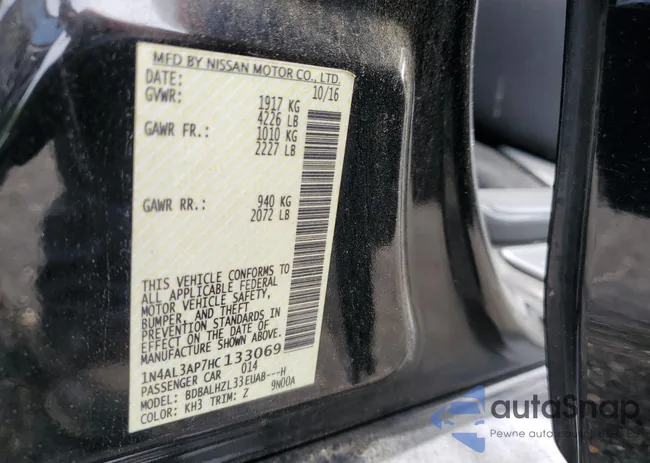 MFD BY NISSAN MOTOR CO., LTD.
DATE: 10/16
GVWR: 1917 KG
4226 LB
GAWR FR.: 1010 KG
2227 LB
GAWR RR.: 940 KG
2072 LB
THIS VEHICLE CONFORMS TO
ALL APPLICABLE FEDERAL
MOTOR VEHICLE SAFETY,
BUMPER, AND THEFT
PREVENTION STANDARDS IN
EFFECT ON THE DATE OF
MANUFACTURE SHOWN ABOVE.
1N4AL3AP7HC133069
PASSENGER CAR 014
MODEL: BDBALHZL33EUAB---H
COLOR: KH3 TRIM: Z 9N00A
autoSnap
Pewne auto